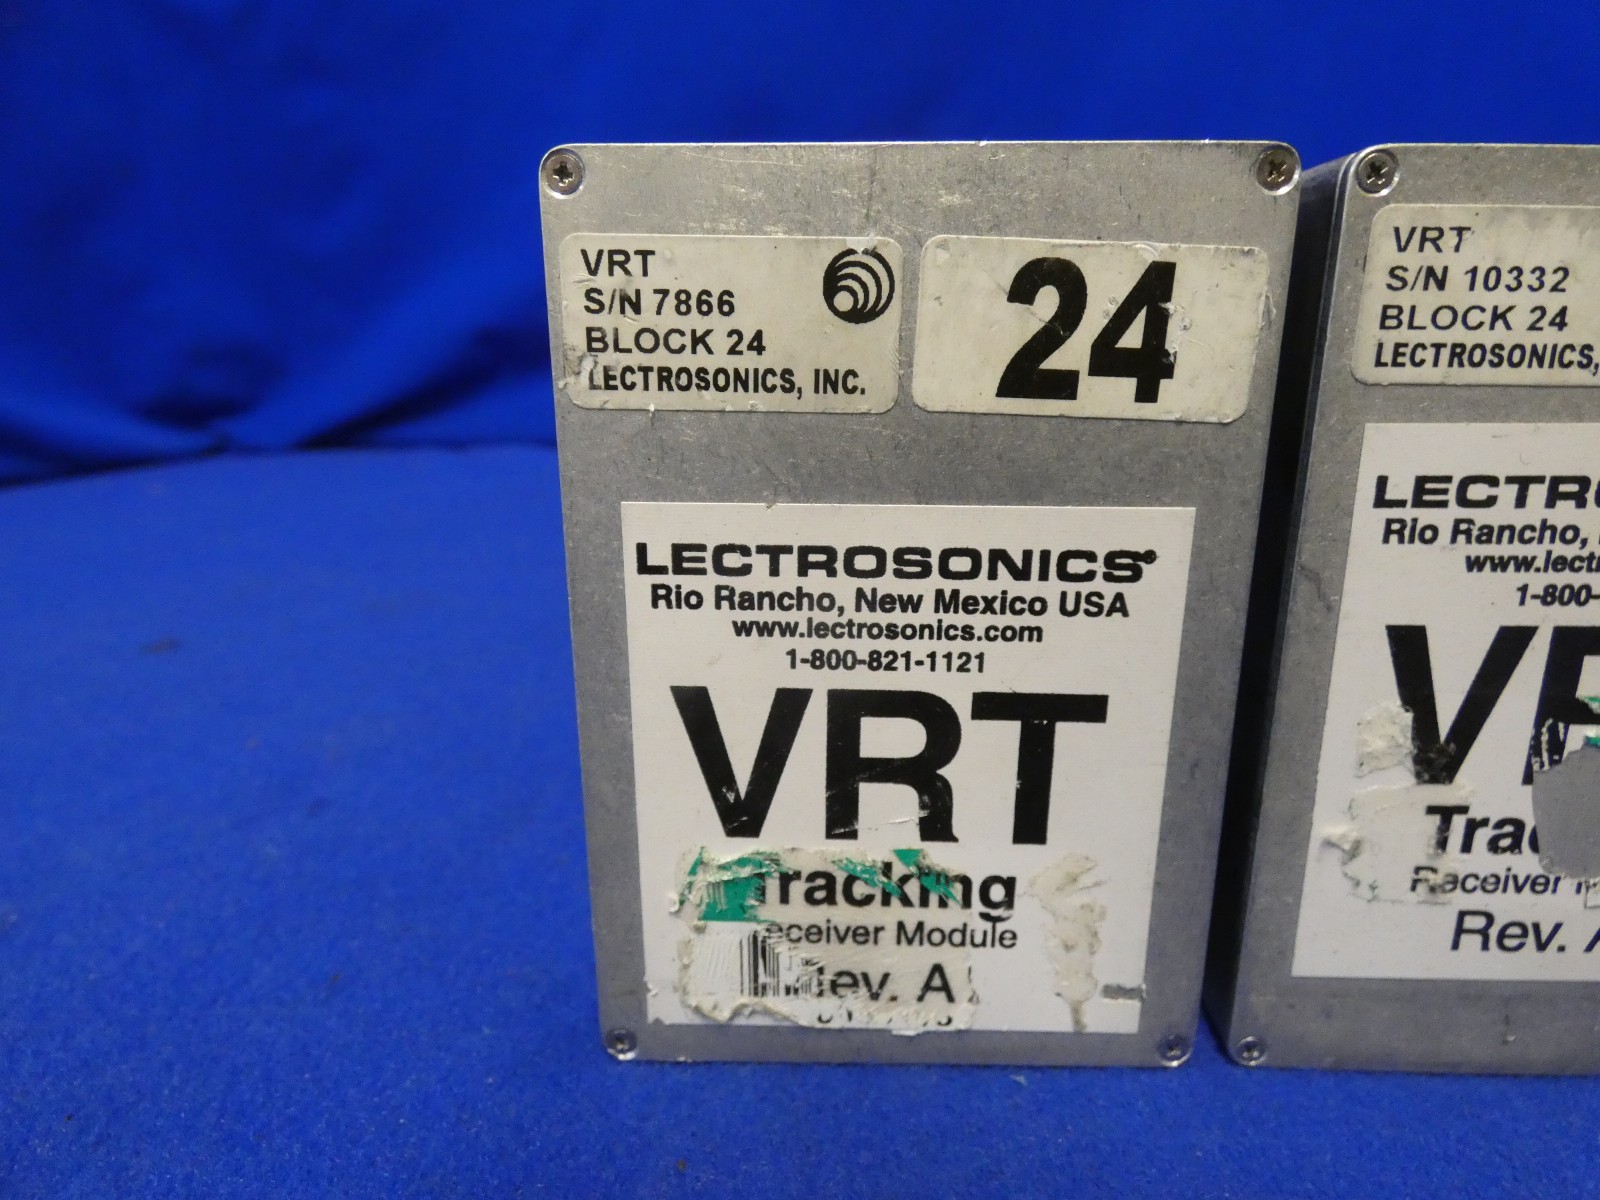 VRT
S/N 7866
BLOCK 24
LECTROSONICS, INC.
24
LECTROSONICS®
Rio Rancho, New Mexico USA
www.lectrosonics.com
1-800-821-1121
VRT
Tracking
eceiver Module
ev. A
VRT
S/N 10332
BLOCK 24
LECTROSONICS,
LECTR
Rio Rancho,
www.lect
1-800-
V
Tra
Receiver
Rev.